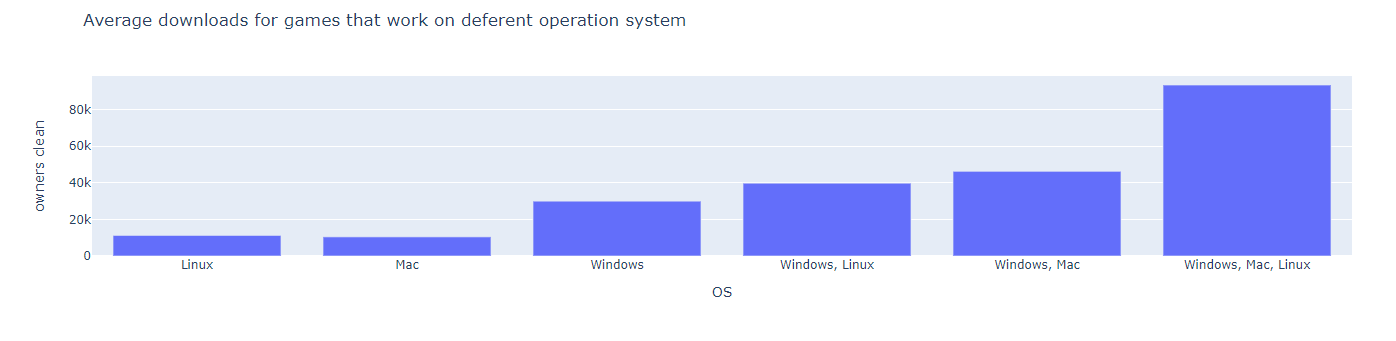 Average downloads for games that work on deferent operation system
owners clean
80k
60k
40k
20k
0
Linux
Mac
Windows
Windows, Linux
Windows, Mac
Windows, Mac, Linux
OS